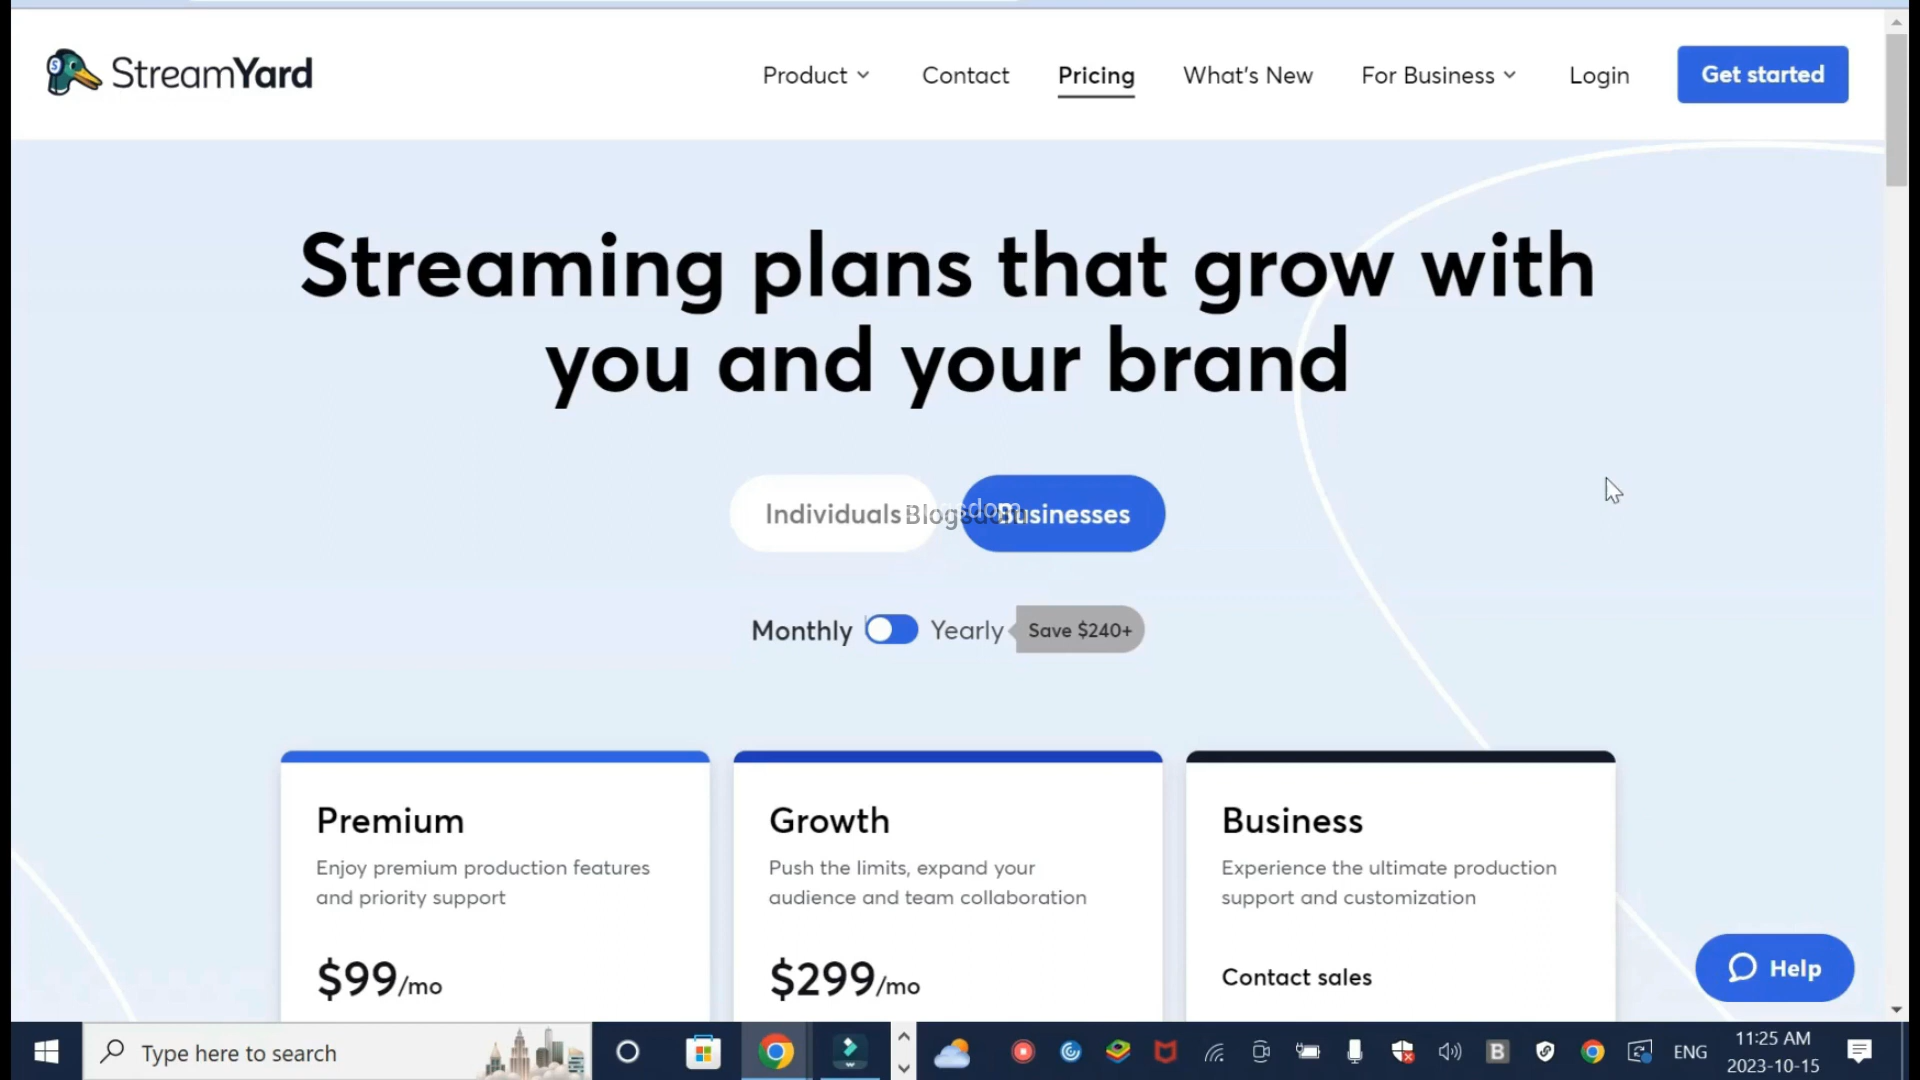 StreamYard
Product Contact Pricing What's New For Business Login Get started
Streaming plans that grow with
you and your brand
Individuals Businesses
Blogsdom
Monthly Yearly Save $240+
Premium Growth Business
Enjoy premium production features
and priority support
Push the limits, expand your
audience and team collaboration
Experience the ultimate production
support and customization
$99/mo $299/mo Contact sales
Help
Type here to search
ENG
11:25 AM
2023-10-15